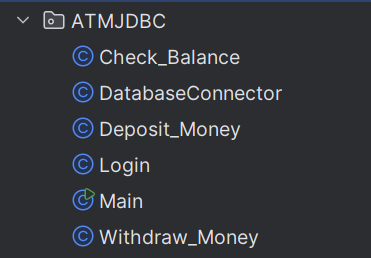 ATMJDBC
Check_Balance
DatabaseConnector
Deposit_Money
Login
Main
Withdraw_Money